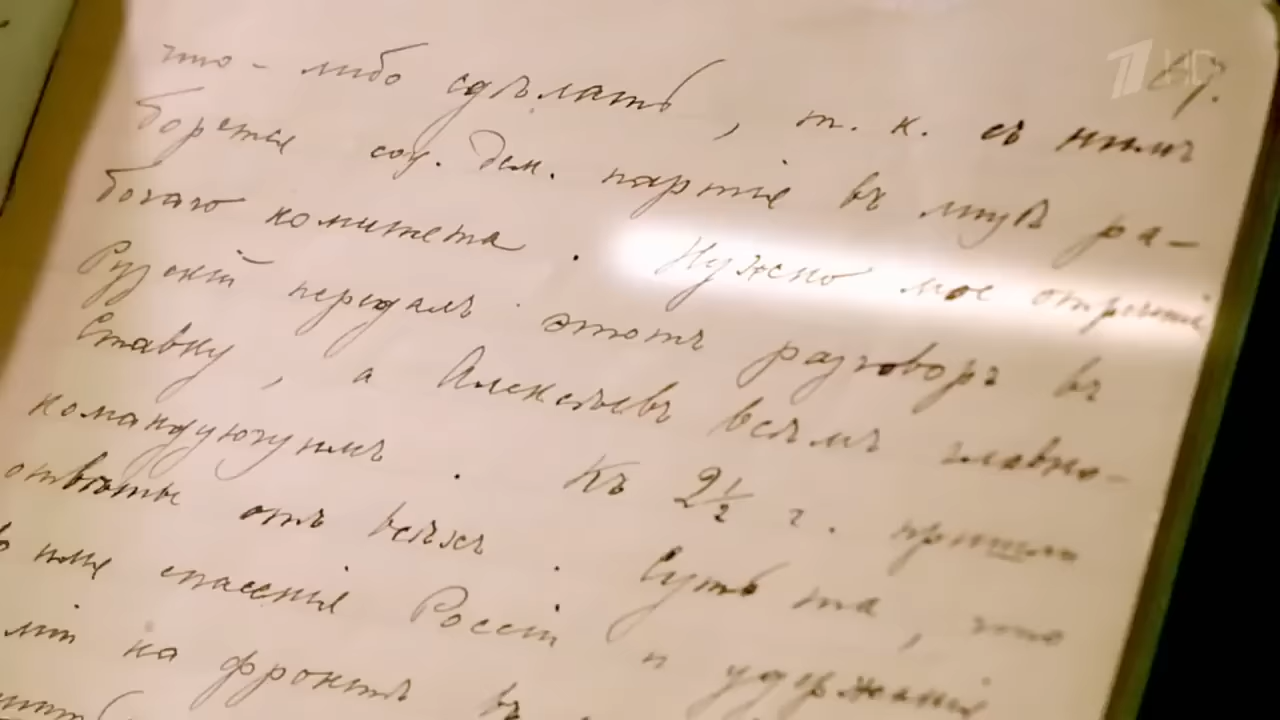 67.
что-либо сдѣлать, т. к. съ нимъ
борется соц. дем. партія въ лицѣ ра-
бочаго комитета. Нужно мое отреченіе
Рузскій передалъ этотъ разговоръ въ
Ставку, а Алексѣевъ всѣмъ главно-
командующимъ. Къ 2½ ч. пришли
отвѣты отъ всѣхъ. Суть та, что
во имя спасенія Россіи и удержанія
міи на фронтѣ въ